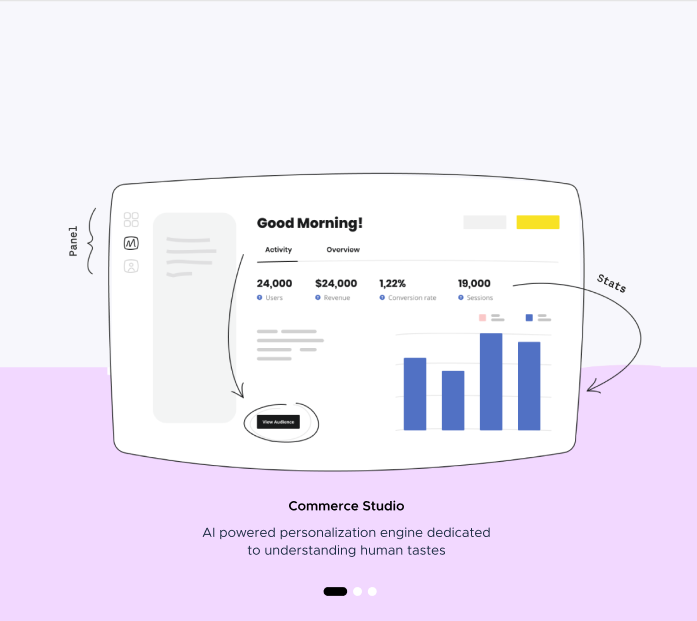 Good Morning!
Activity Overview
Panel
24,000 $24,000 1,22% 19,000
Users Revenue Conversion rate Sessions
Stats
View Audience
Commerce Studio
AI powered personalization engine dedicated
to understanding human tastes